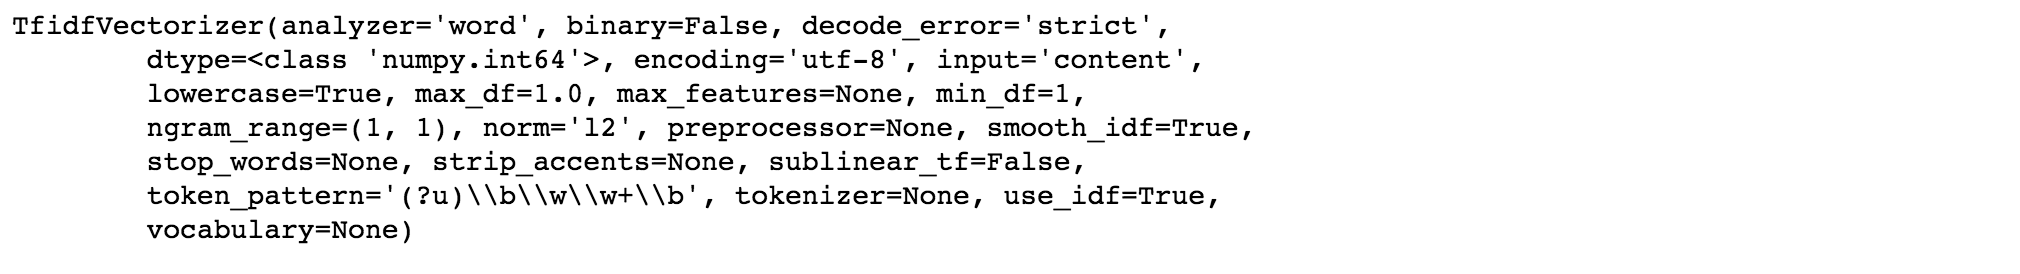 TfidfVectorizer(analyzer='word', binary=False, decode_error='strict',
        dtype=<class 'numpy.int64'>, encoding='utf-8', input='content',
        lowercase=True, max_df=1.0, max_features=None, min_df=1,
        ngram_range=(1, 1), norm='l2', preprocessor=None, smooth_idf=True,
        stop_words=None, strip_accents=None, sublinear_tf=False,
        token_pattern='(?u)\\b\\w\\w+\\b', tokenizer=None, use_idf=True,
        vocabulary=None)